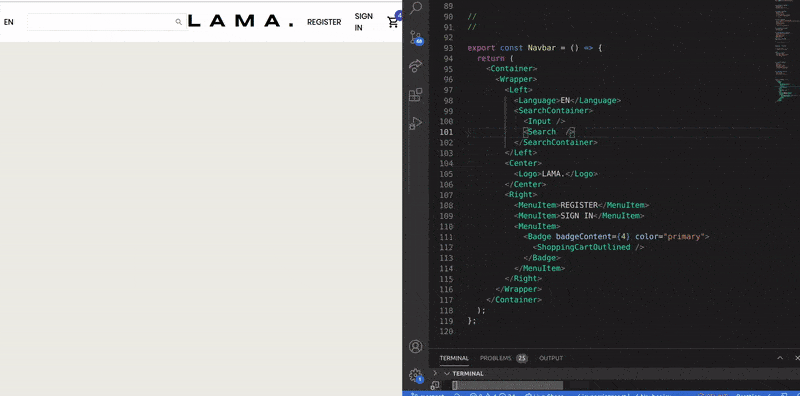 EN
LAMA.
REGISTER
SIGN
IN
4
68
1
89
90 //
91 //
92
93 export const Navbar = () => {
94 return (
95 <Container>
96 <Wrapper>
97 <Left>
98 <Language>EN</Language>
99 <SearchContainer>
100 <Input />
101 <Search />
102 </SearchContainer>
103 </Left>
104 <Center>
105 <Logo>LAMA.</Logo>
106 </Center>
107 <Right>
108 <MenuItem>REGISTER</MenuItem>
109 <MenuItem>SIGN IN</MenuItem>
110 <MenuItem>
111 <Badge badgeContent={4} color="primary">
112 <ShoppingCartOutlined />
113 </Badge>
114 </MenuItem>
115 </Right>
116 </Wrapper>
117 </Container>
118 );
119 };
120
TERMINAL PROBLEMS 25 OUTPUT
TERMINAL